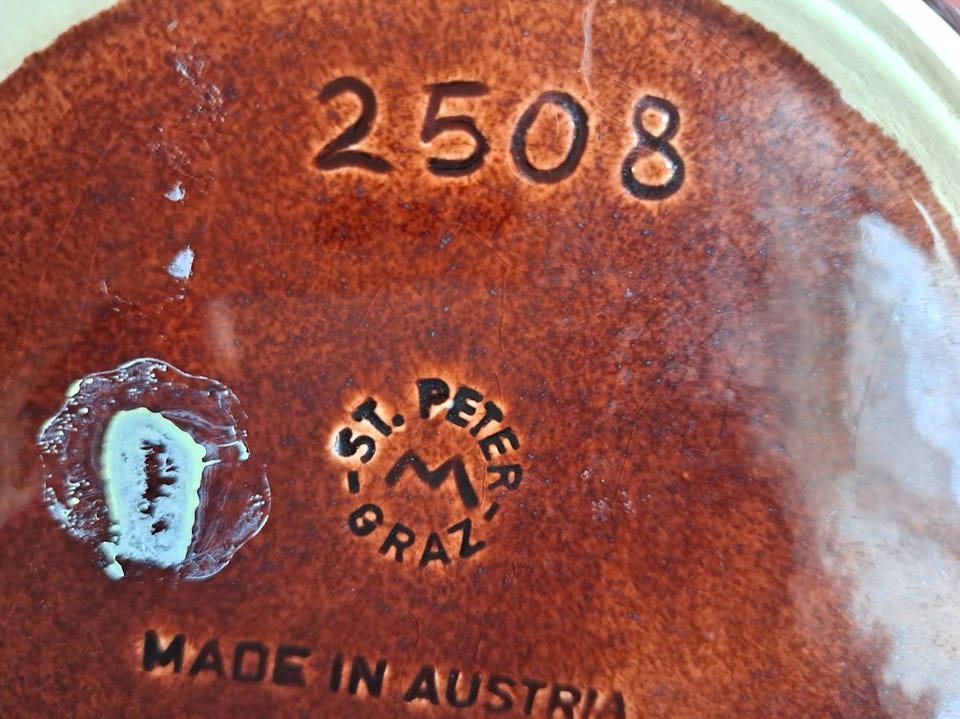 2508
ST. PETER
M
- GRAZ -
MADE IN AUSTRIA